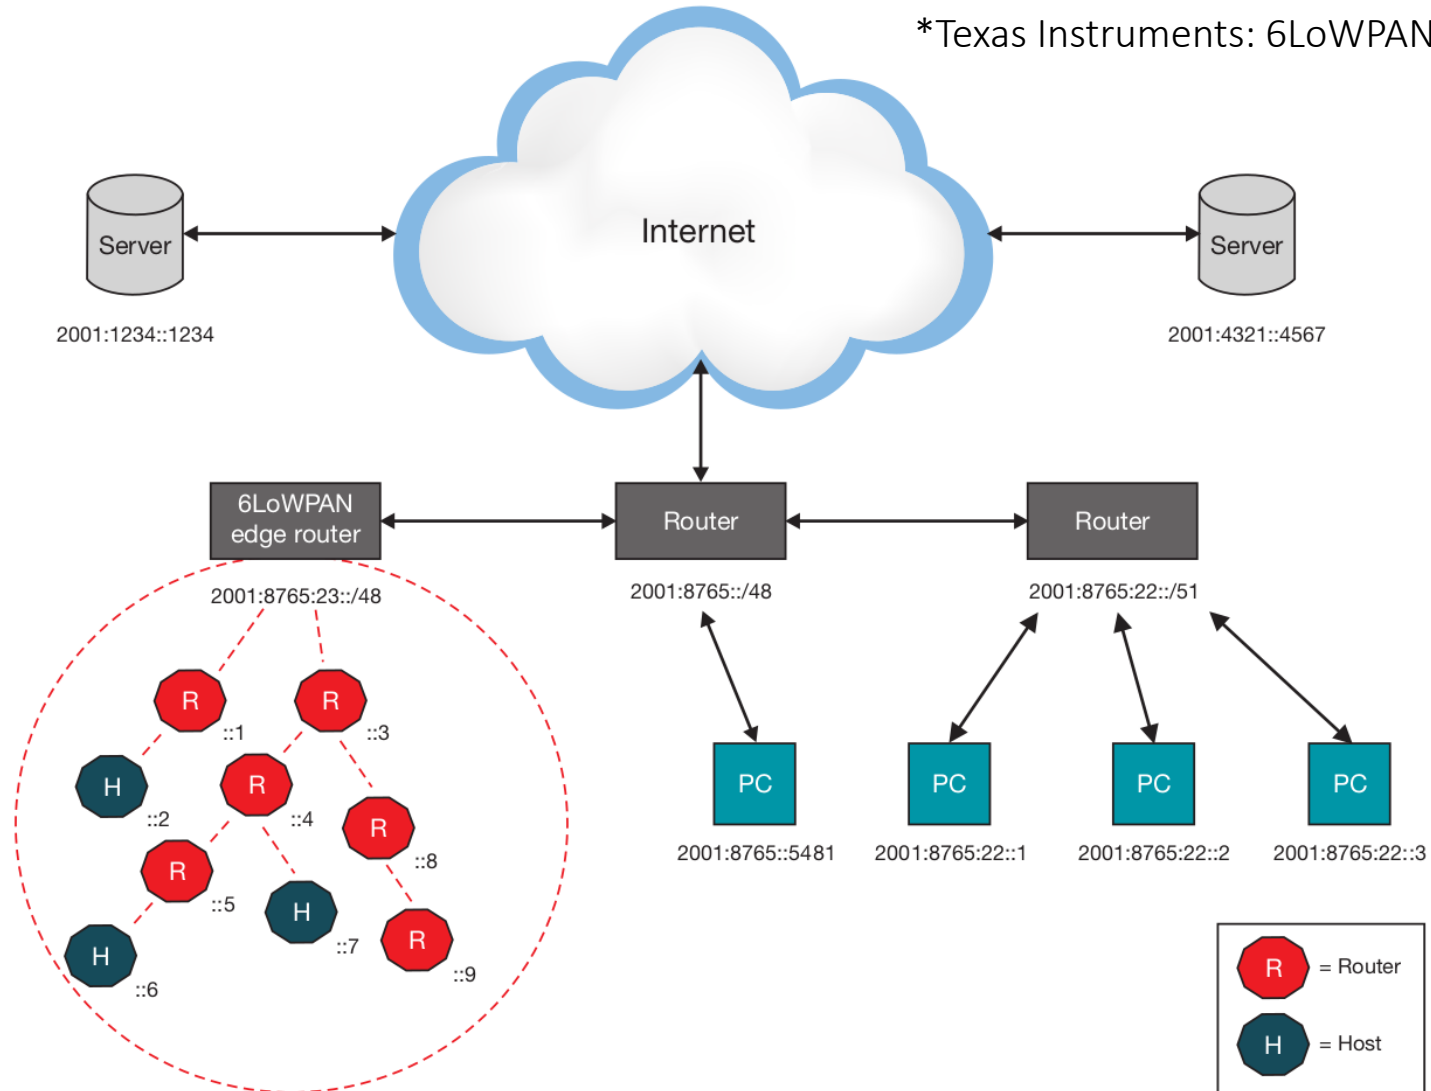 *Texas Instruments: 6LoWPAN
Internet
Server
Server
2001:1234::1234
2001:4321::4567
6LoWPAN
edge router
Router
Router
2001:8765:23::/48
2001:8765::/48
2001:8765:22::/51
R
::1
R
::3
H
::2
R
::4
R
::8
R
::5
H
::7
R
::9
H
::6
PC
PC
PC
PC
2001:8765::5481
2001:8765:22::1
2001:8765:22::2
2001:8765:22::3
R = Router
H = Host